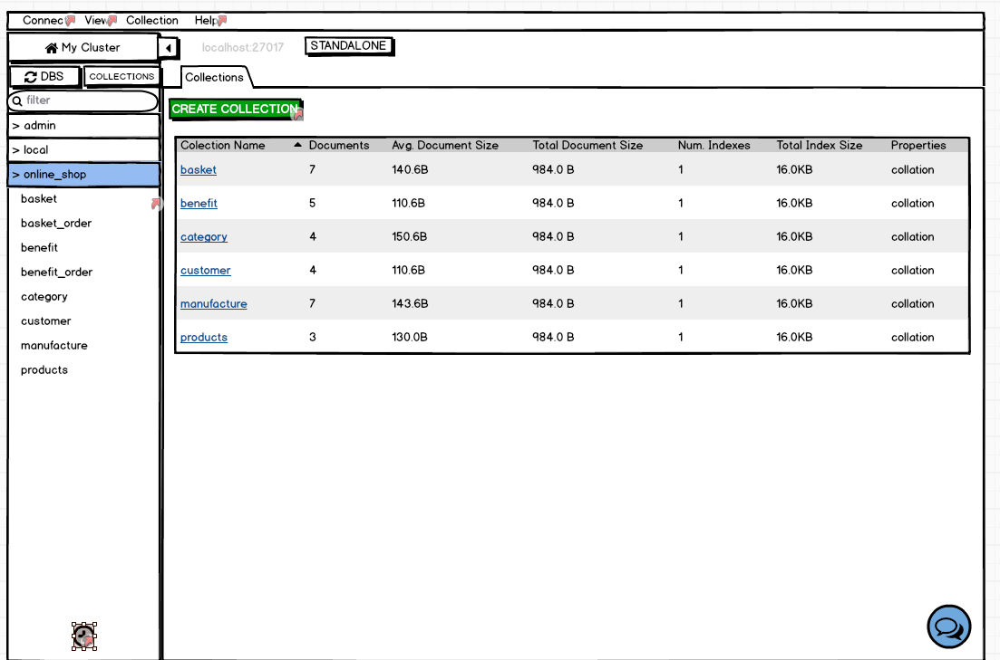 Connec View Collection Help
My Cluster localhost:27017 STANDALONE
DBS COLLECTIONS Collections
filter
CREATE COLLECTION
> admin
> local
> online_shop
basket
basket_order
benefit
benefit_order
category
customer
manufacture
products
Colection Name Documents Avg. Document Size Total Document Size Num. Indexes Total Index Size Properties
basket 7 140.6B 984.0 B 1 16.0KB collation
benefit 5 110.6B 984.0 B 1 16.0KB collation
category 4 150.6B 984.0 B 1 16.0KB collation
customer 4 110.6B 984.0 B 1 16.0KB collation
manufacture 7 143.6B 984.0 B 1 16.0KB collation
products 3 130.0B 984.0 B 1 16.0KB collation